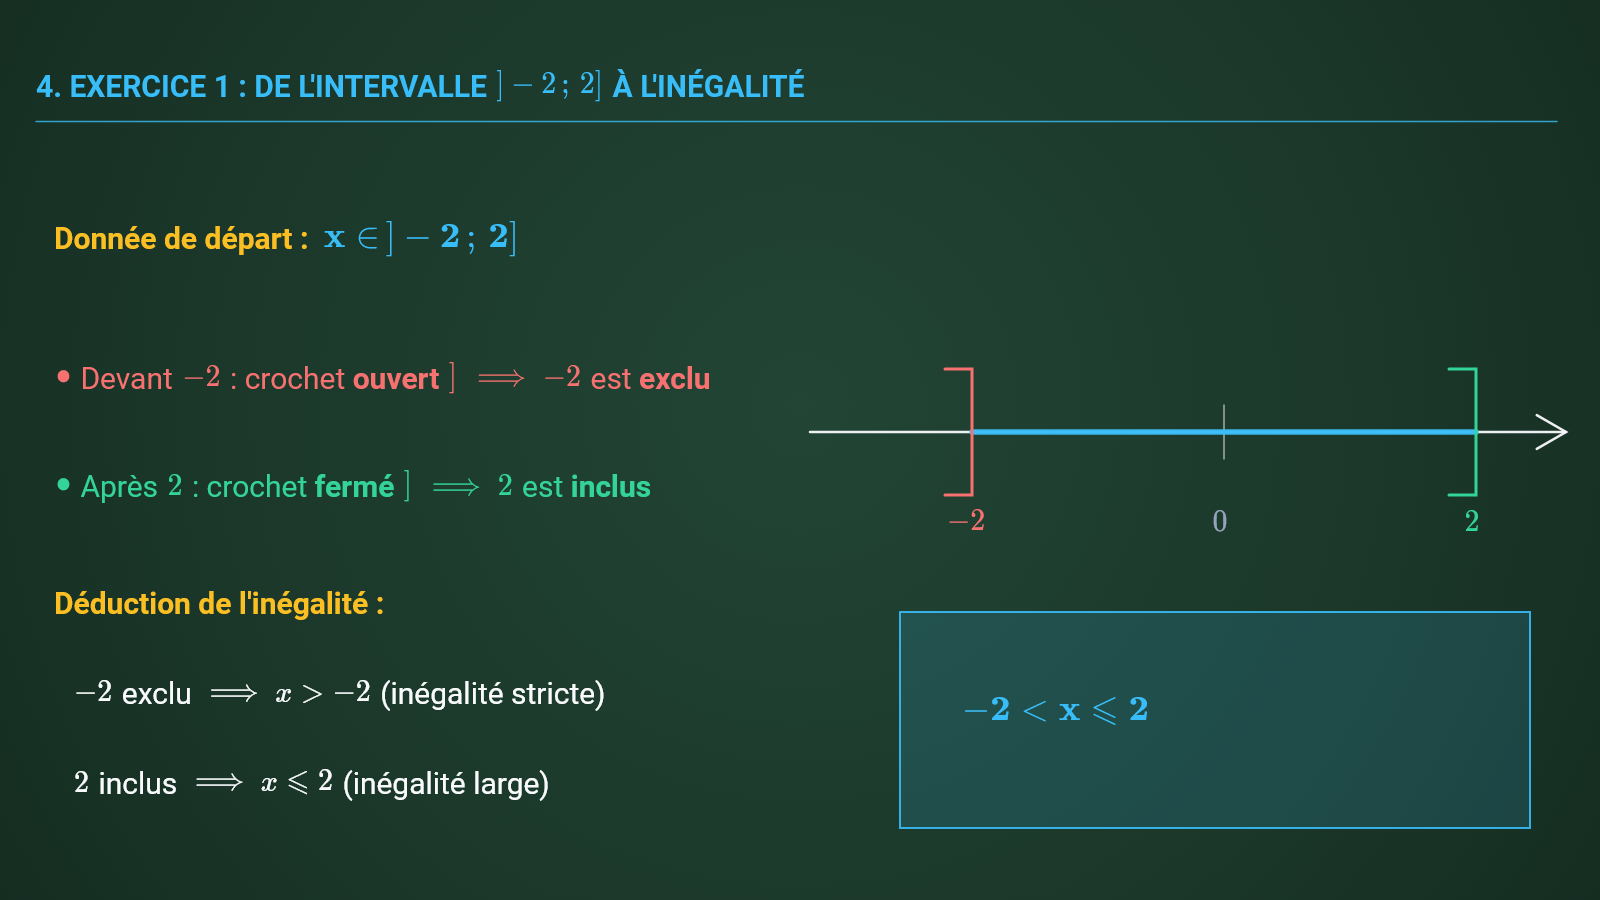 4. EXERCICE 1 : DE L'INTERVALLE ] − 2 ; 2] À L'INÉGALITÉ
Donnée de départ : x ∈ ] − 2 ; 2]
• Devant −2 : crochet ouvert ] ⟹ −2 est exclu
• Après 2 : crochet fermé ] ⟹ 2 est inclus
−2 0 2
Déduction de l'inégalité :
−2 exclu ⟹ x > −2 (inégalité stricte)
2 inclus ⟹ x ⩽ 2 (inégalité large)
−2 < x ⩽ 2